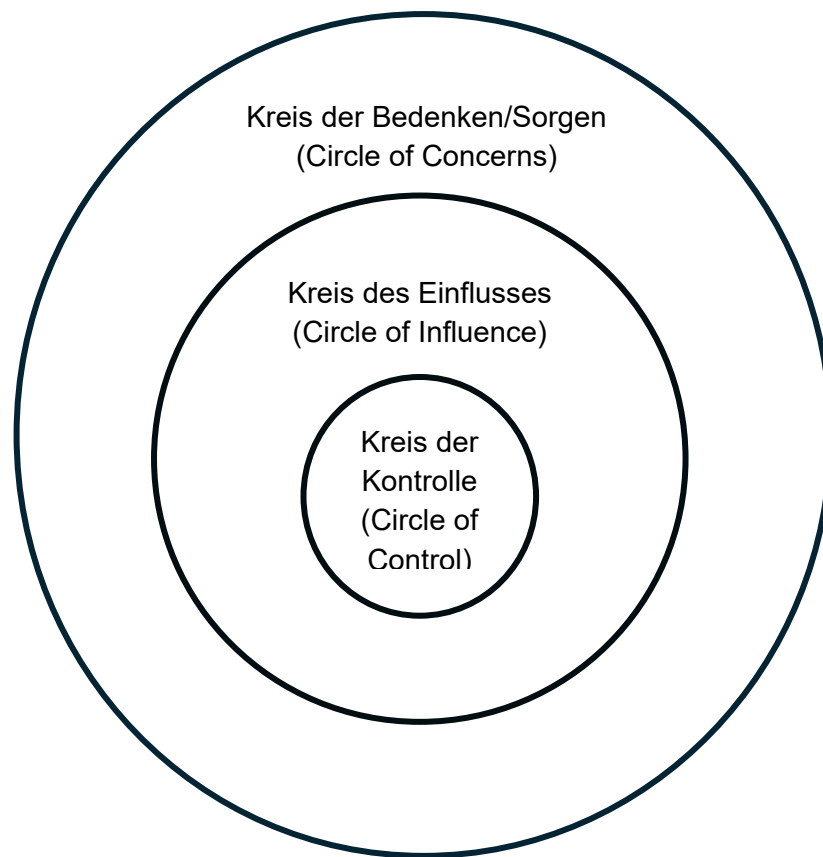 Kreis der Bedenken/Sorgen
(Circle of Concerns)
Kreis des Einflusses
(Circle of Influence)
Kreis der
Kontrolle
(Circle of
Control)